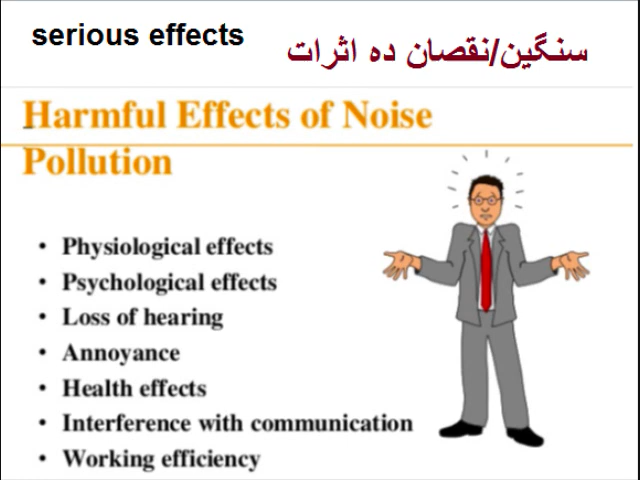 serious effects
سنگین/نقصان دہ اثرات
Harmful Effects of Noise
Pollution
• Physiological effects
• Psychological effects
• Loss of hearing
• Annoyance
• Health effects
• Interference with communication
• Working efficiency